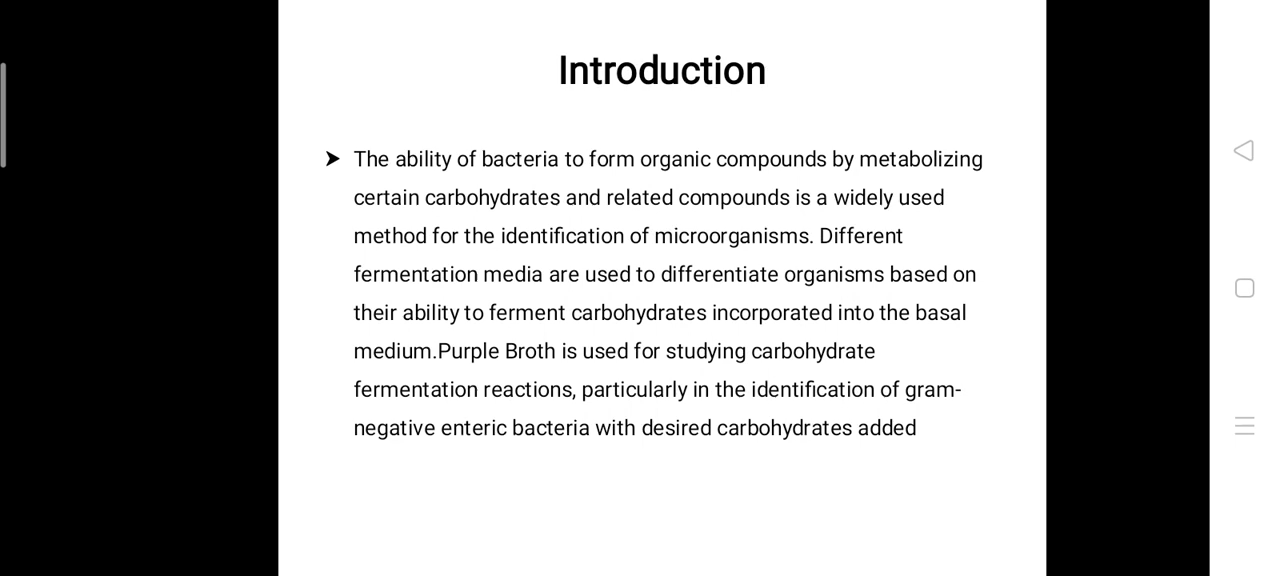 Introduction
➤ The ability of bacteria to form organic compounds by metabolizing
certain carbohydrates and related compounds is a widely used
method for the identification of microorganisms. Different
fermentation media are used to differentiate organisms based on
their ability to ferment carbohydrates incorporated into the basal
medium.Purple Broth is used for studying carbohydrate
fermentation reactions, particularly in the identification of gram-
negative enteric bacteria with desired carbohydrates added